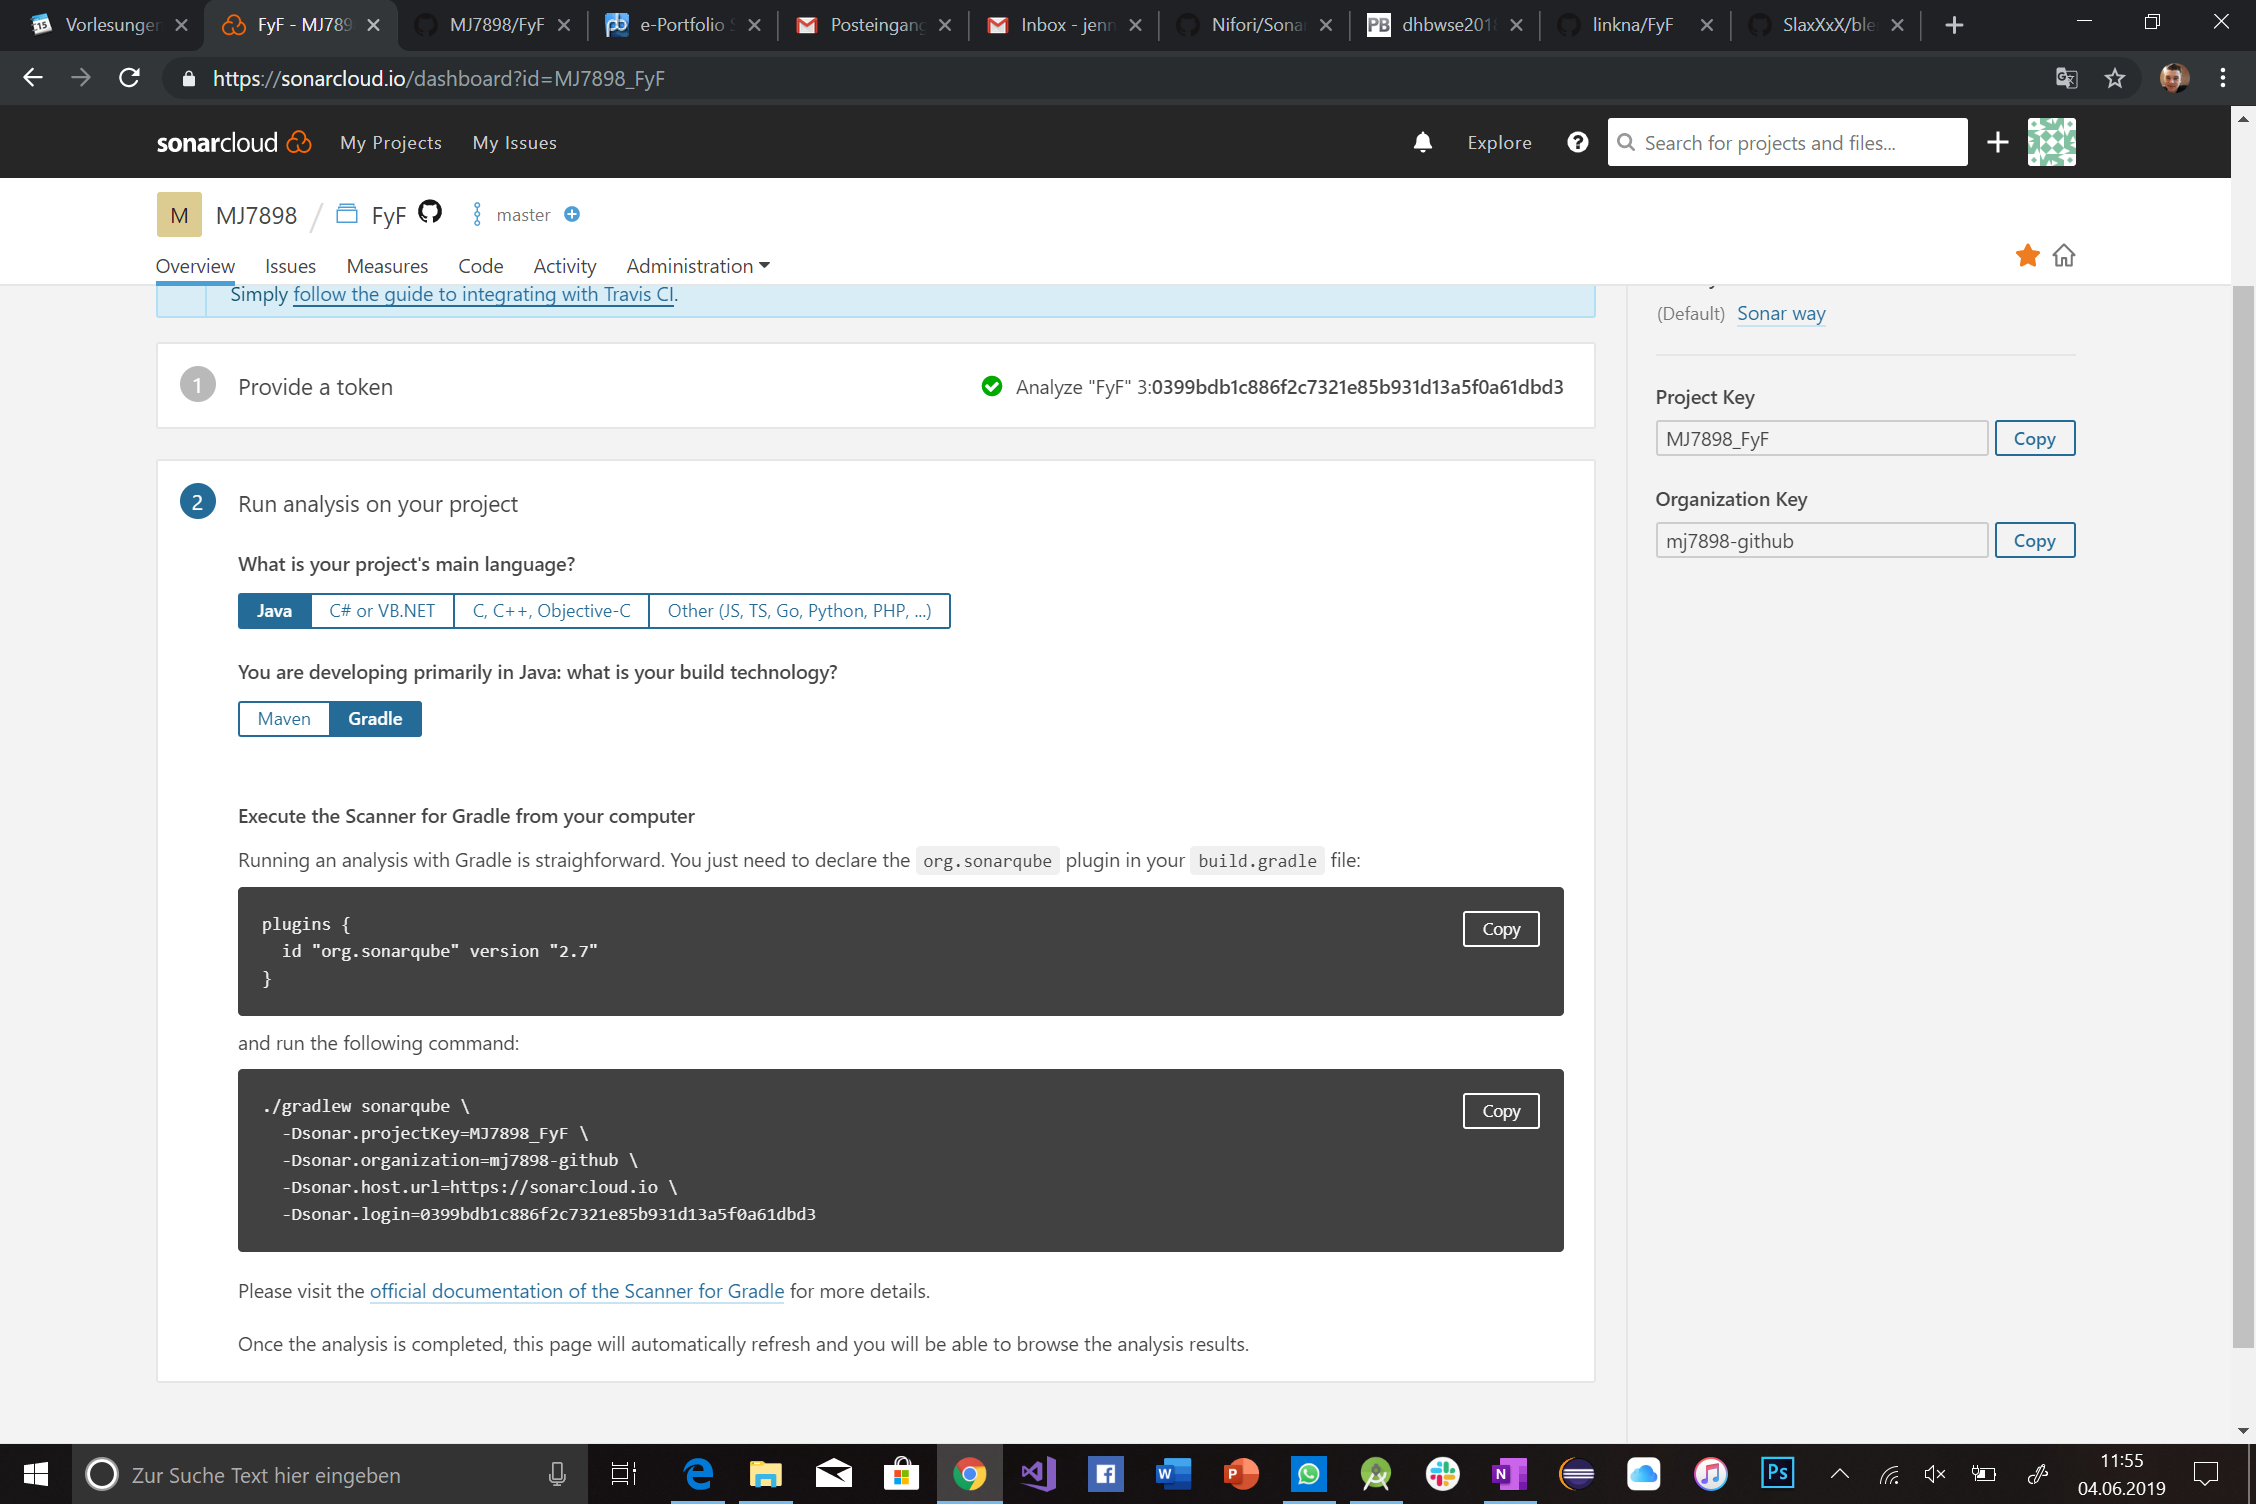 Vorlesungen
FyF - MJ789
MJ7898/FyF
e-Portfolio
Posteingang
Inbox - jenn
Nifori/Sona
dhbwse2018
linkna/FyF
SlaxXxX/ble
https://sonarcloud.io/dashboard?id=MJ7898_FyF
sonarcloud
My Projects
My Issues
Explore
Search for projects and files...
M
MJ7898 / FyF
master
Overview
Issues
Measures
Code
Activity
Administration
Simply follow the guide to integrating with Travis CI.
(Default) Sonar way
1
Provide a token
Analyze "FyF" 3:0399bdb1c886f2c7321e85b931d13a5f0a61dbd3
Project Key
MJ7898_FyF
Copy
Organization Key
mj7898-github
Copy
2
Run analysis on your project
What is your project's main language?
Java
C# or VB.NET
C, C++, Objective-C
Other (JS, TS, Go, Python, PHP, ...)
You are developing primarily in Java: what is your build technology?
Maven
Gradle
Execute the Scanner for Gradle from your computer
Running an analysis with Gradle is straighforward. You just need to declare the org.sonarqube plugin in your build.gradle file:
plugins {
id "org.sonarqube" version "2.7"
}
Copy
and run the following command:
./gradlew sonarqube \
-Dsonar.projectKey=MJ7898_FyF \
-Dsonar.organization=mj7898-github \
-Dsonar.host.url=https://sonarcloud.io \
-Dsonar.login=0399bdb1c886f2c7321e85b931d13a5f0a61dbd3
Copy
Please visit the official documentation of the Scanner for Gradle for more details.
Once the analysis is completed, this page will automatically refresh and you will be able to browse the analysis results.
Zur Suche Text hier eingeben
11:55
04.06.2019